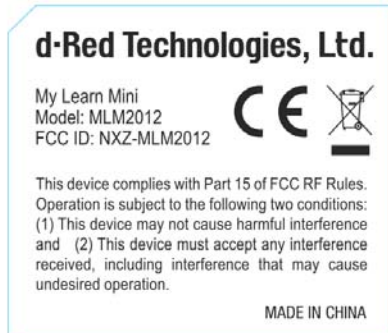 d·Red Technologies, Ltd.
My Learn Mini
Model: MLM2012
FCC ID: NXZ-MLM2012
CE
This device complies with Part 15 of FCC RF Rules.
Operation is subject to the following two conditions:
(1) This device may not cause harmful interference
and (2) This device must accept any interference
received, including interference that may cause
undesired operation.
MADE IN CHINA